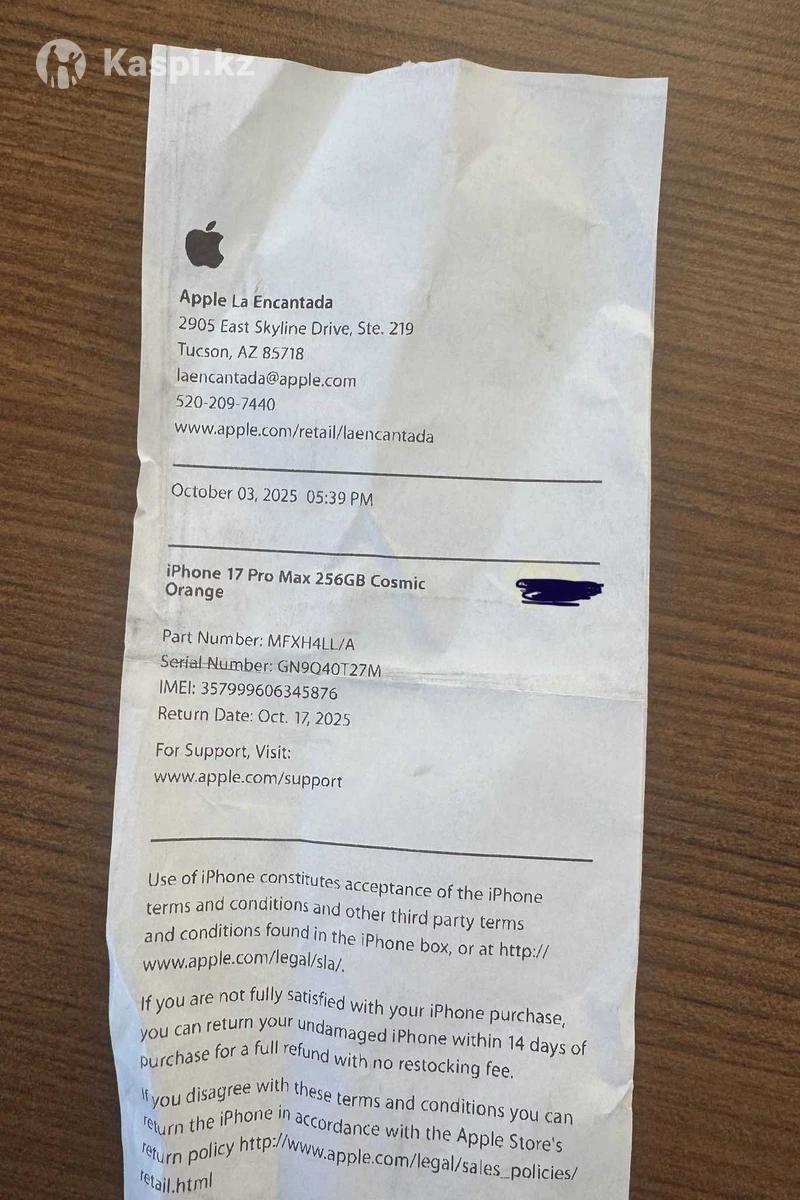 Kaspi.kz
Apple La Encantada
2905 East Skyline Drive, Ste. 219
Tucson, AZ 85718
laencantada@apple.com
520-209-7440
www.apple.com/retail/laencantada
October 03, 2025 05:39 PM
iPhone 17 Pro Max 256GB Cosmic
Orange
Part Number: MFXH4LL/A
Serial Number: GN9Q40T27M
IMEI: 357999606345876
Return Date: Oct. 17, 2025
For Support, Visit:
www.apple.com/support
Use of iPhone constitutes acceptance of the iPhone
terms and conditions and other third party terms
and conditions found in the iPhone box, or at http://
www.apple.com/legal/sla/.
If you are not fully satisfied with your iPhone purchase,
you can return your undamaged iPhone within 14 days of
purchase for a full refund with no restocking fee.
If you disagree with these terms and conditions you can
return the iPhone in accordance with the Apple Store's
return policy http://www.apple.com/legal/sales_policies/
retail.html